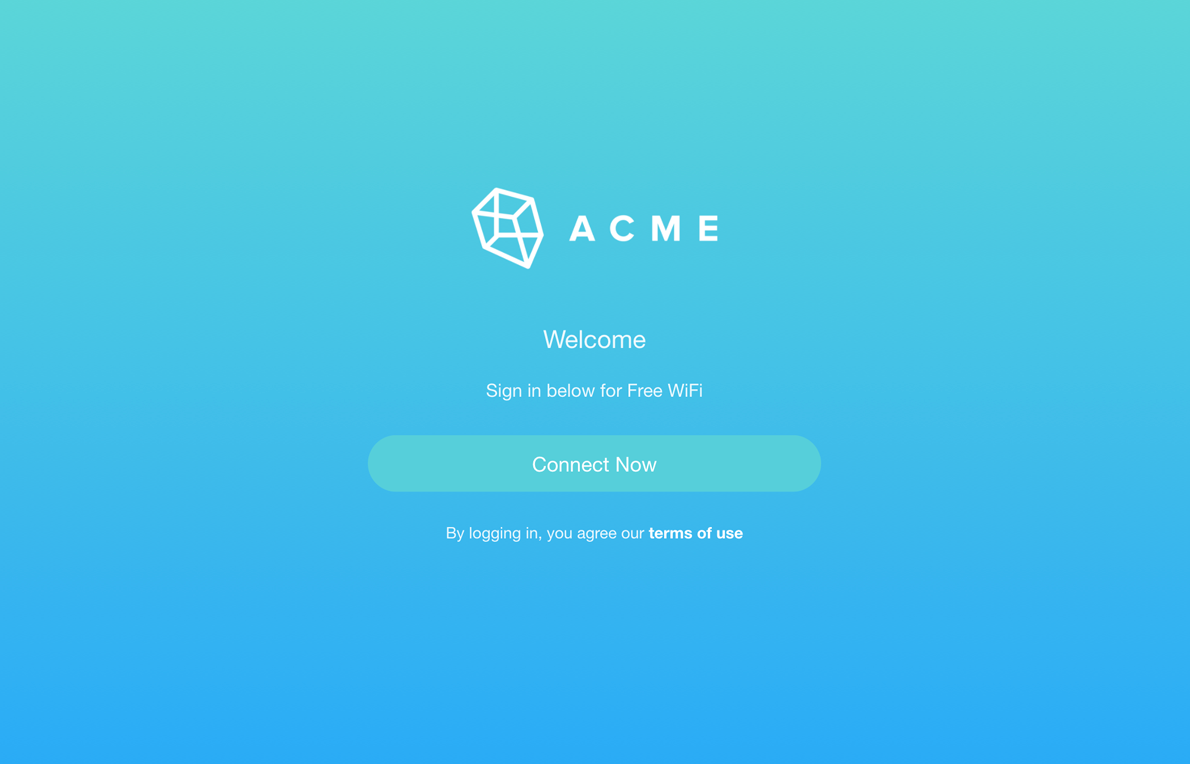 ACME
Welcome
Sign in below for Free WiFi
Connect Now
By logging in, you agree our terms of use